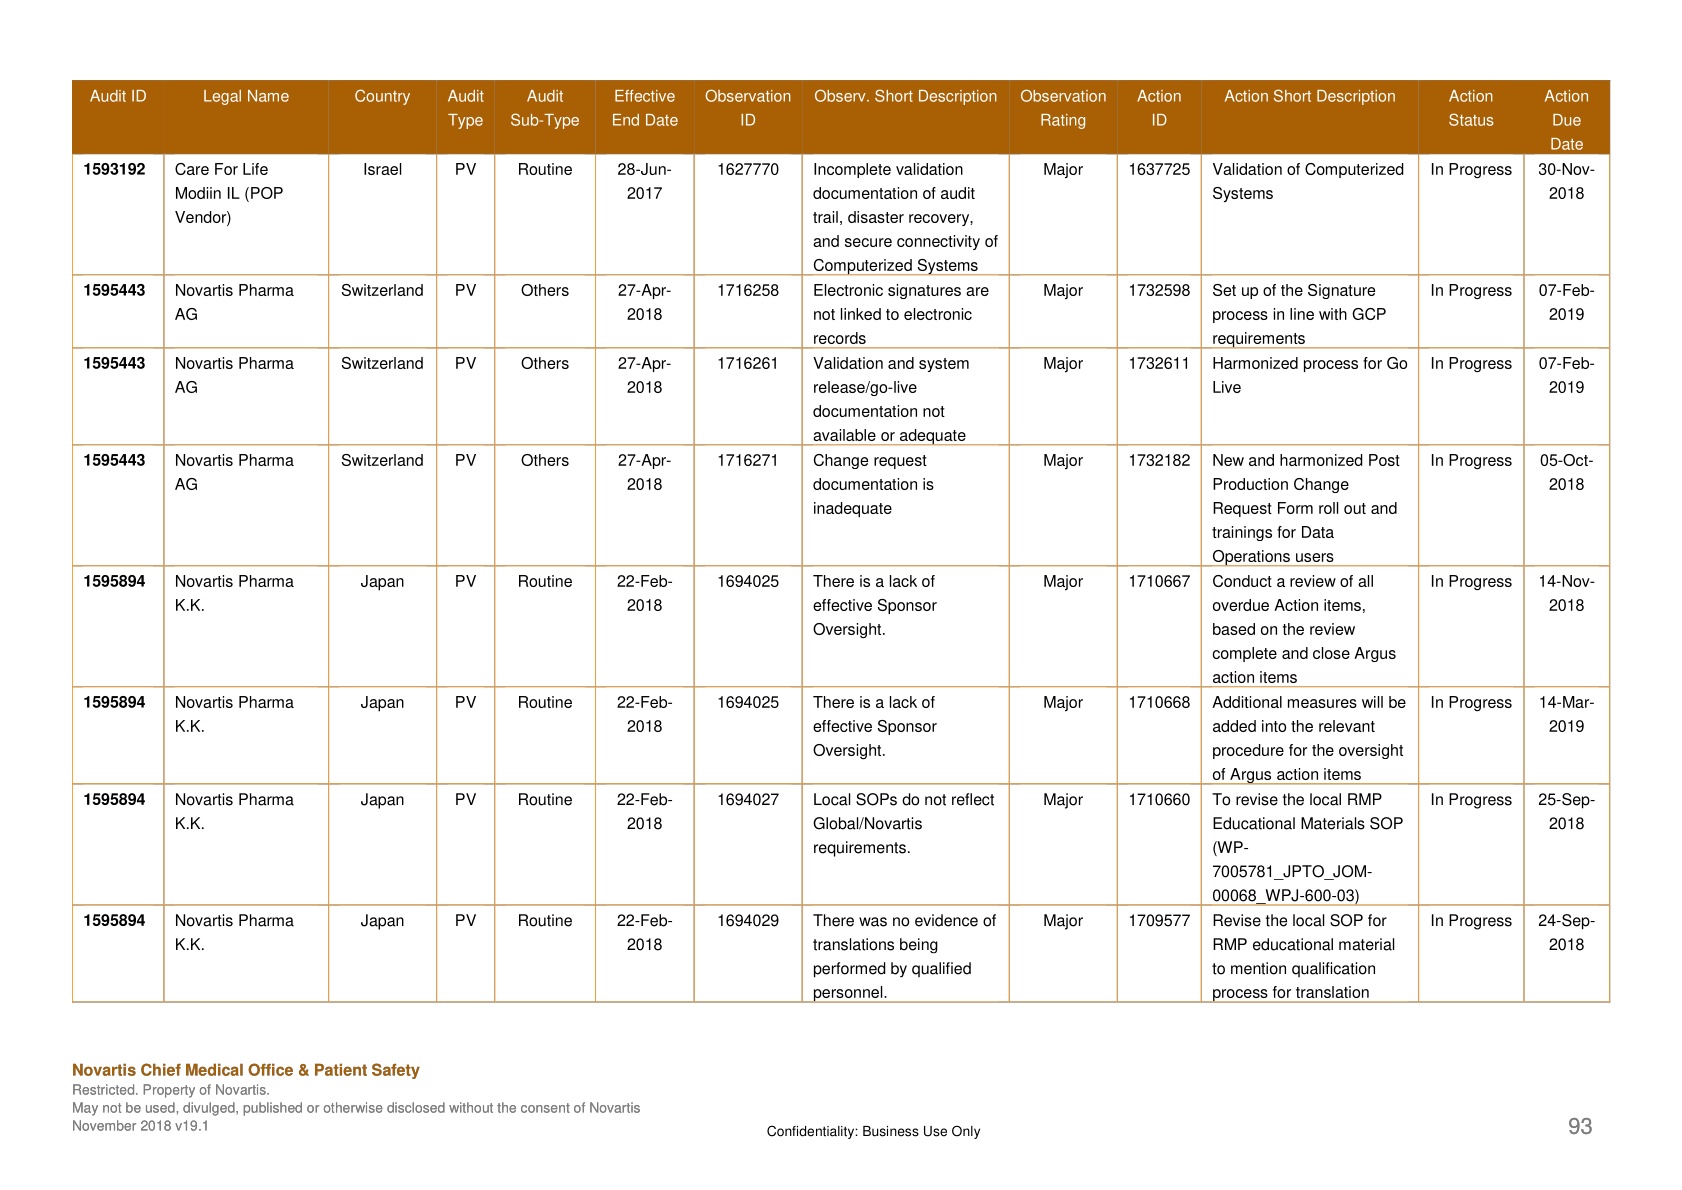 Audit ID Legal Name Country Audit Type Audit Sub-Type Effective End Date Observation ID Observ. Short Description Observation Rating Action ID Action Short Description Action Status Action Due Date
1593192 Care For Life Modiin IL (POP Vendor) Israel PV Routine 28-Jun-2017 1627770 Incomplete validation documentation of audit trail, disaster recovery, and secure connectivity of Computerized Systems Major 1637725 Validation of Computerized Systems In Progress 30-Nov-2018
1595443 Novartis Pharma AG Switzerland PV Others 27-Apr-2018 1716258 Electronic signatures are not linked to electronic records Major 1732598 Set up of the Signature process in line with GCP requirements In Progress 07-Feb-2019
1595443 Novartis Pharma AG Switzerland PV Others 27-Apr-2018 1716261 Validation and system release/go-live documentation not available or adequate Major 1732611 Harmonized process for Go Live In Progress 07-Feb-2019
1595443 Novartis Pharma AG Switzerland PV Others 27-Apr-2018 1716271 Change request documentation is inadequate Major 1732182 New and harmonized Post Production Change Request Form roll out and trainings for Data Operations users In Progress 05-Oct-2018
1595894 Novartis Pharma K.K. Japan PV Routine 22-Feb-2018 1694025 There is a lack of effective Sponsor Oversight. Major 1710667 Conduct a review of all overdue Action items, based on the review complete and close Argus action items In Progress 14-Nov-2018
1595894 Novartis Pharma K.K. Japan PV Routine 22-Feb-2018 1694025 There is a lack of effective Sponsor Oversight. Major 1710668 Additional measures will be added into the relevant procedure for the oversight of Argus action items In Progress 14-Mar-2019
1595894 Novartis Pharma K.K. Japan PV Routine 22-Feb-2018 1694027 Local SOPs do not reflect Global/Novartis requirements. Major 1710660 To revise the local RMP Educational Materials SOP (WP-7005781_JPTO_JOM-00068_WPJ-600-03) In Progress 25-Sep-2018
1595894 Novartis Pharma K.K. Japan PV Routine 22-Feb-2018 1694029 There was no evidence of translations being performed by qualified personnel. Major 1709577 Revise the local SOP for RMP educational material to mention qualification process for translation In Progress 24-Sep-2018
Novartis Chief Medical Office & Patient Safety
Restricted. Property of Novartis.
May not be used, divulged, published or otherwise disclosed without the consent of Novartis
November 2018 v19.1
Confidentiality: Business Use Only
93